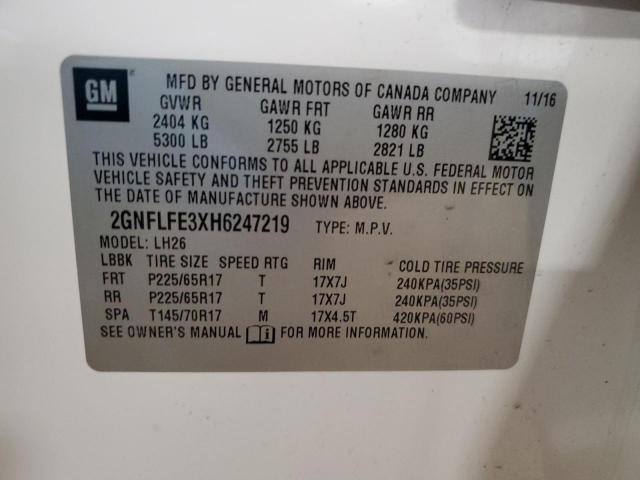 GM MFD BY GENERAL MOTORS OF CANADA COMPANY 11/16
GVWR GAWR FRT GAWR RR
2404 KG 1250 KG 1280 KG
5300 LB 2755 LB 2821 LB
THIS VEHICLE CONFORMS TO ALL APPLICABLE U.S. FEDERAL MOTOR
VEHICLE SAFETY AND THEFT PREVENTION STANDARDS IN EFFECT ON
THE DATE OF MANUFACTURE SHOWN ABOVE.
2GNFLFE3XH6247219 TYPE: M.P.V.
MODEL: LH26
LBBK TIRE SIZE SPEED RTG RIM COLD TIRE PRESSURE
FRT P225/65R17 T 17X7J 240KPA(35PSI)
RR P225/65R17 T 17X7J 240KPA(35PSI)
SPA T145/70R17 M 17X4.5T 420KPA(60PSI)
SEE OWNER'S MANUAL FOR MORE INFORMATION.